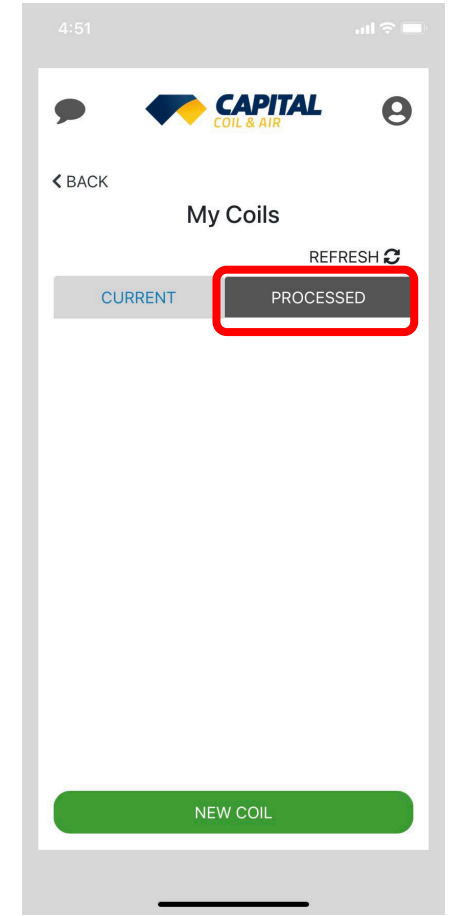 4:51
CAPITAL
COIL & AIR
BACK
My Coils
REFRESH
CURRENT PROCESSED
NEW COIL